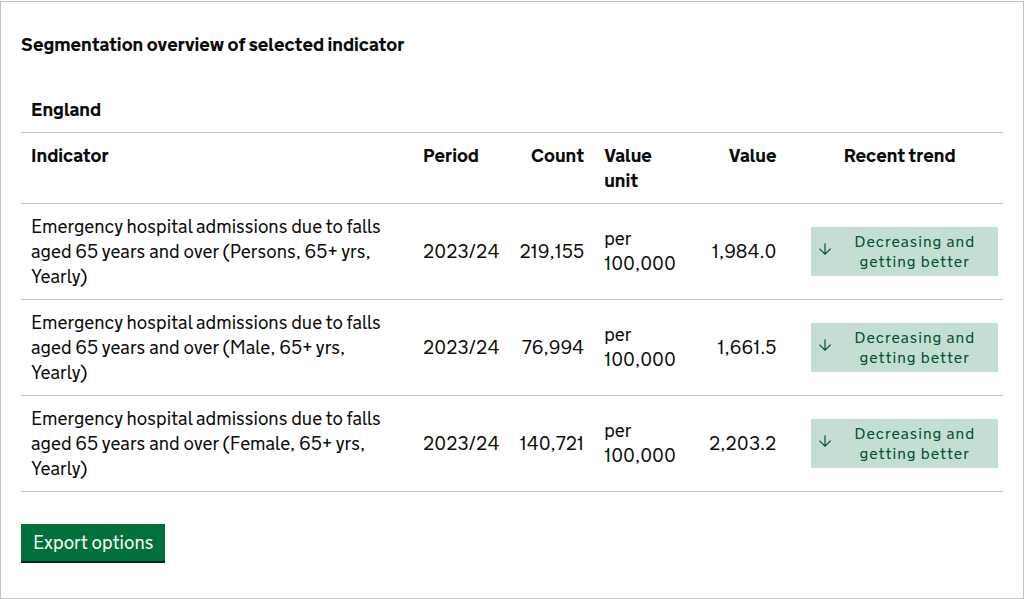 Segmentation overview of selected indicator
England
Indicator Period Count Value unit Value Recent trend
Emergency hospital admissions due to falls
aged 65 years and over (Persons, 65+ yrs,
Yearly)
2023/24 219,155 per 100,000 1,984.0 ↓ Decreasing and getting better
Emergency hospital admissions due to falls
aged 65 years and over (Male, 65+ yrs,
Yearly)
2023/24 76,994 per 100,000 1,661.5 ↓ Decreasing and getting better
Emergency hospital admissions due to falls
aged 65 years and over (Female, 65+ yrs,
Yearly)
2023/24 140,721 per 100,000 2,203.2 ↓ Decreasing and getting better
Export options